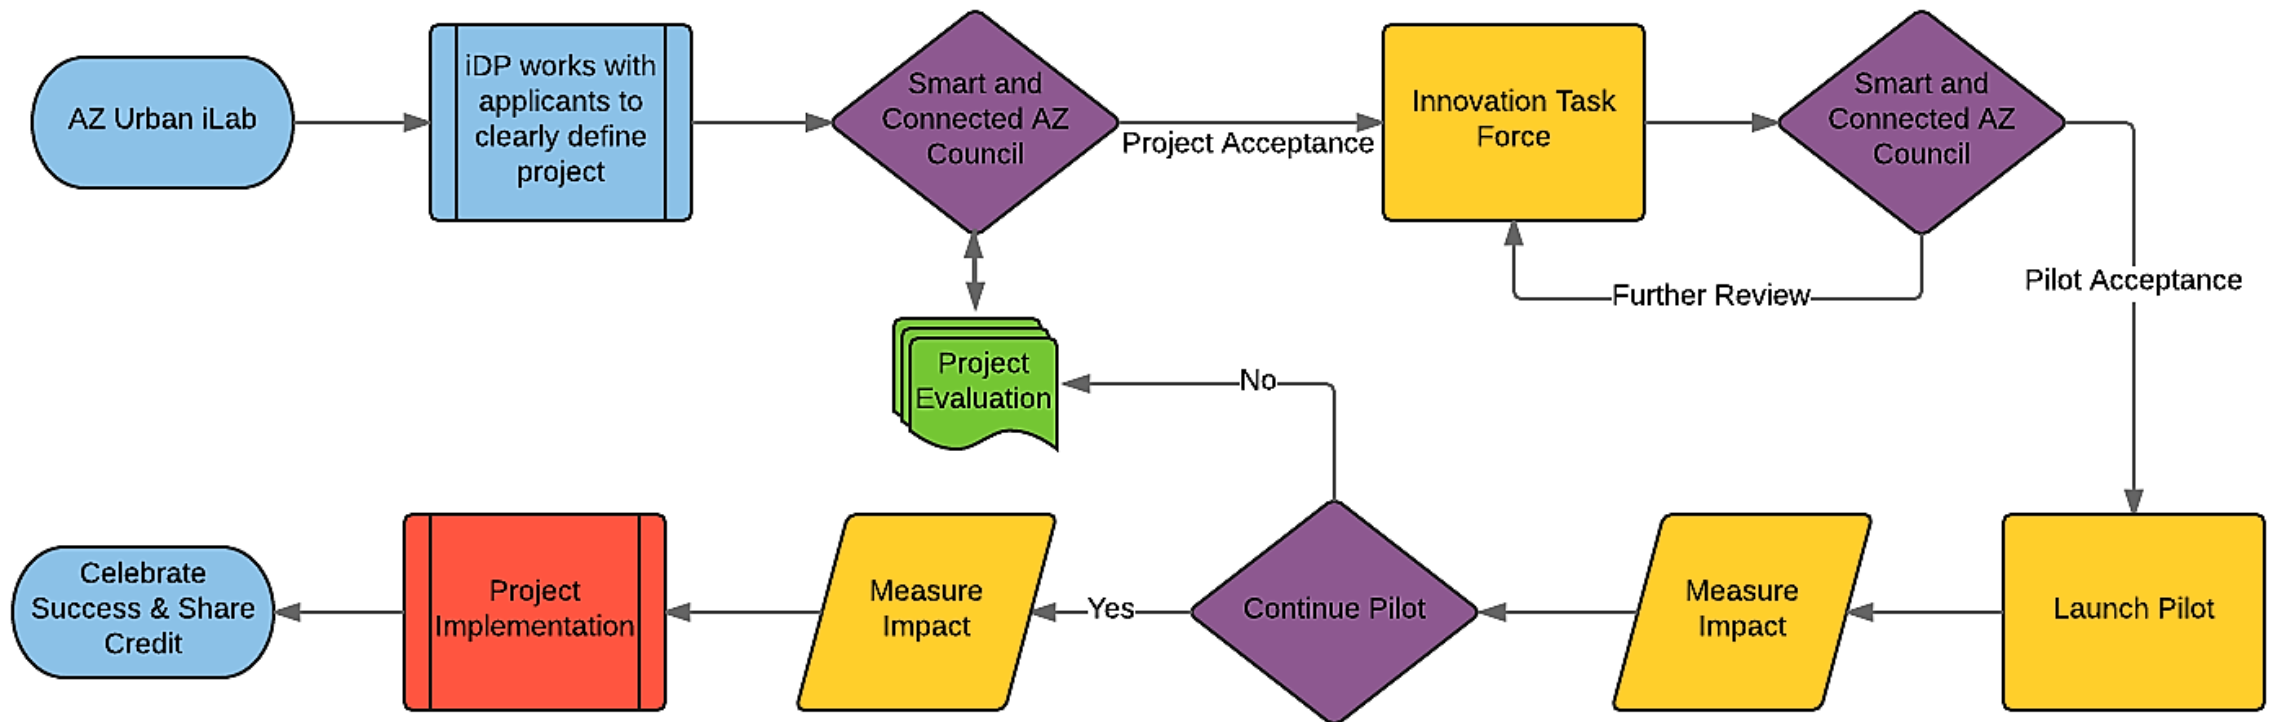 AZ Urban iLab
iDP works with
applicants to
clearly define
project
Smart and
Connected AZ
Council
Project Acceptance
Innovation Task
Force
Smart and
Connected AZ
Council
Further Review
Pilot Acceptance
Project
Evaluation
No
Celebrate
Success & Share
Credit
Project
Implementation
Measure
Impact
Yes
Continue Pilot
Measure
Impact
Launch Pilot